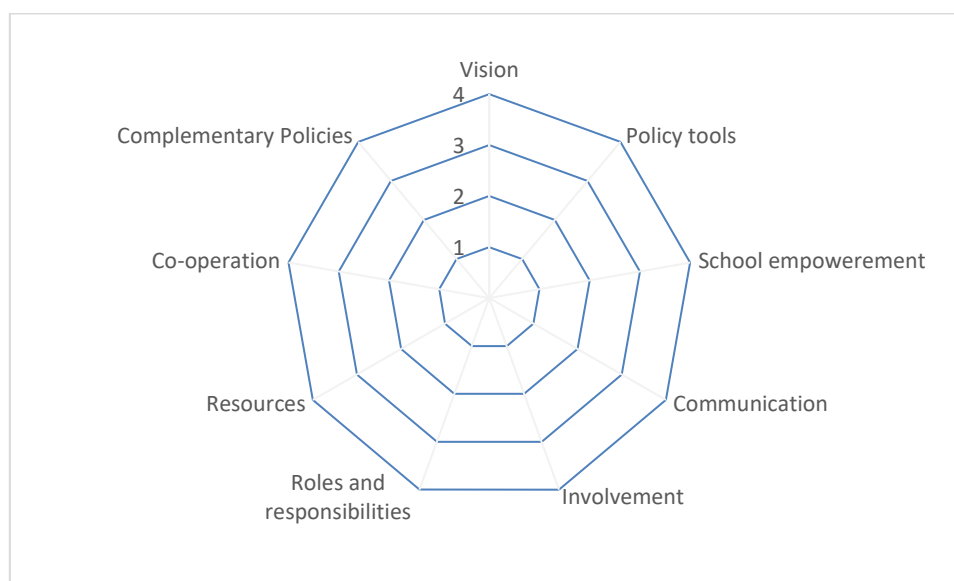 Vision
4
Complementary Policies
Policy tools
3
2
1
Co-operation
School empowerement
Resources
Communication
Roles and
responsibilities
Involvement